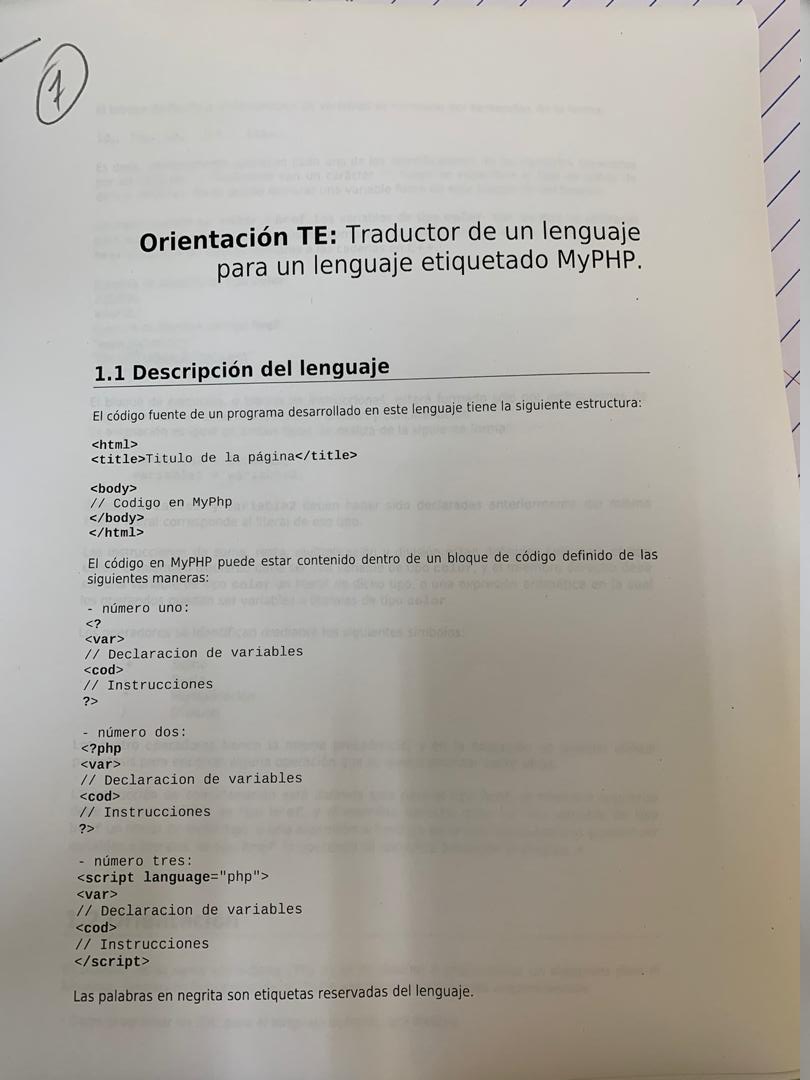 1
Orientación TE: Traductor de un lenguaje
para un lenguaje etiquetado MyPHP.
1.1 Descripción del lenguaje
El código fuente de un programa desarrollado en este lenguaje tiene la siguiente estructura:
<html>
<title>Titulo de la página</title>
<body>
// Codigo en MyPhp
</body>
</html>
El código en MyPHP puede estar contenido dentro de un bloque de código definido de las
siguientes maneras:
- número uno:
<?
<var>
// Declaracion de variables
<cod>
// Instrucciones
?>
- número dos:
<?php
<var>
// Declaracion de variables
<cod>
// Instrucciones
?>
- número tres:
<script language="php">
<var>
// Declaracion de variables
<cod>
// Instrucciones
</script>
Las palabras en negrita son etiquetas reservadas del lenguaje.